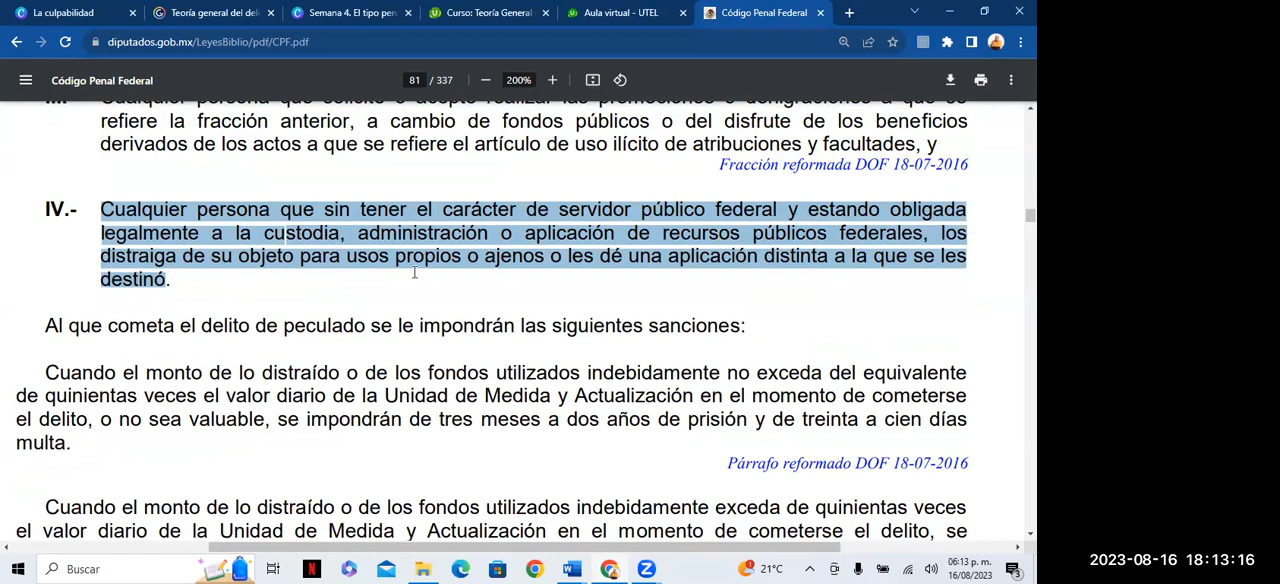 La culpabilidad
Teoría general del del
Semana 4. El tipo pen
Curso: Teoría General
Aula virtual - UTEL
Código Penal Federal
diputados.gob.mx/LeyesBiblio/pdf/CPF.pdf
Código Penal Federal
81 / 337
200%
refiere la fracción anterior, a cambio de fondos públicos o del disfrute de los beneficios
derivados de los actos a que se refiere el artículo de uso ilícito de atribuciones y facultades, y
Fracción reformada DOF 18-07-2016
IV.- Cualquier persona que sin tener el carácter de servidor público federal y estando obligada
legalmente a la custodia, administración o aplicación de recursos públicos federales, los
distraiga de su objeto para usos propios o ajenos o les dé una aplicación distinta a la que se les
destinó.
Al que cometa el delito de peculado se le impondrán las siguientes sanciones:
Cuando el monto de lo distraído o de los fondos utilizados indebidamente no exceda del equivalente
de quinientas veces el valor diario de la Unidad de Medida y Actualización en el momento de cometerse
el delito, o no sea valuable, se impondrán de tres meses a dos años de prisión y de treinta a cien días
multa.
Párrafo reformado DOF 18-07-2016
Cuando el monto de lo distraído o de los fondos utilizados indebidamente exceda de quinientas veces
el valor diario de la Unidad de Medida y Actualización en el momento de cometerse el delito, se
Buscar
21°C
06:13 p. m.
16/08/2023
3
2023-08-16 18:13:16